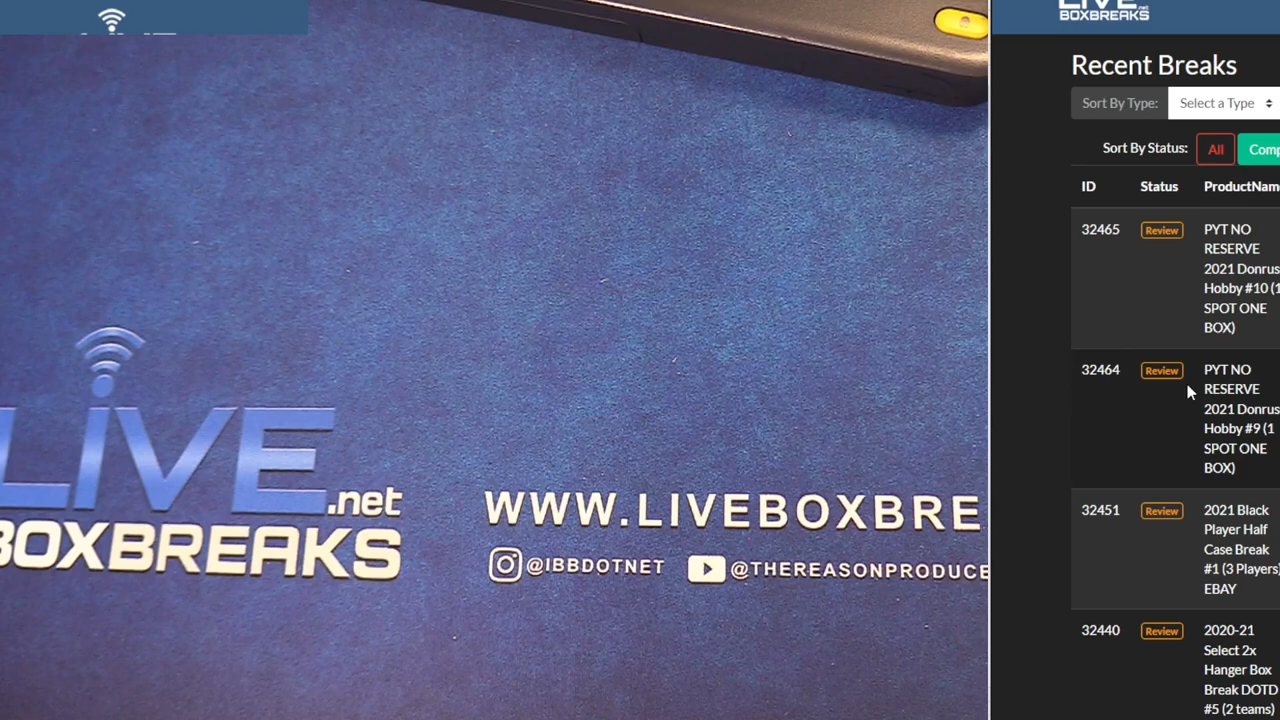 LIVE
.net
BOXBREAKS
WWW.LIVEBOXBRE
@IBBDOTNET
@THEREASONPRODUCE
LIVE.net
BOXBREAKS
Recent Breaks
Sort By Type: Select a Type
Sort By Status: All Comp
ID Status ProductNam
32465 Review PYT NO
RESERVE
2021 Donrus
Hobby #10 (1
SPOT ONE
BOX)
32464 Review PYT NO
RESERVE
2021 Donrus
Hobby #9 (1
SPOT ONE
BOX)
32451 Review 2021 Black
Player Half
Case Break
#1 (3 Players)
EBAY
32440 Review 2020-21
Select 2x
Hanger Box
Break DOTD
#5 (2 teams)